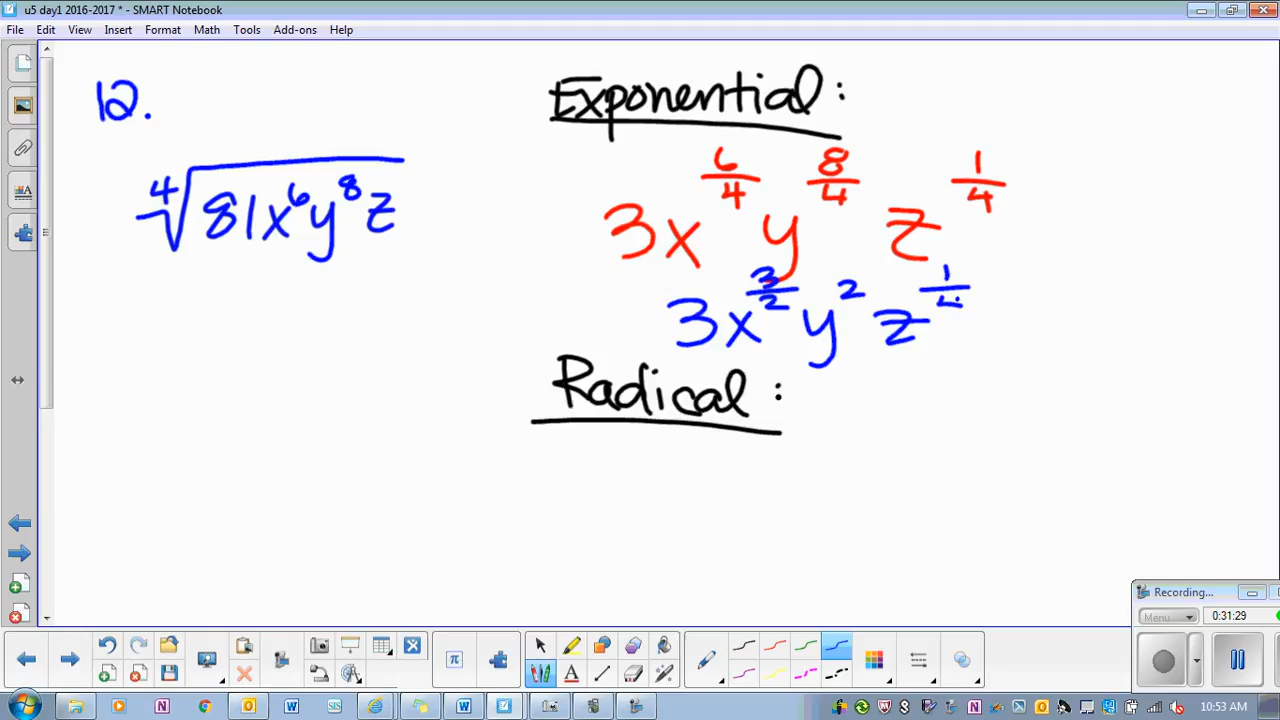 u5 day1 2016-2017 * - SMART Notebook
File Edit View Insert Format Math Tools Add-ons Help
12.
∜(81x⁶y⁸z)
Exponential:
3x^(6/4) y^(8/4) z^(1/4)
3x^(3/2) y^2 z^(1/4)
Radical:
Recording...
Menu
0:31:29
10:53 AM